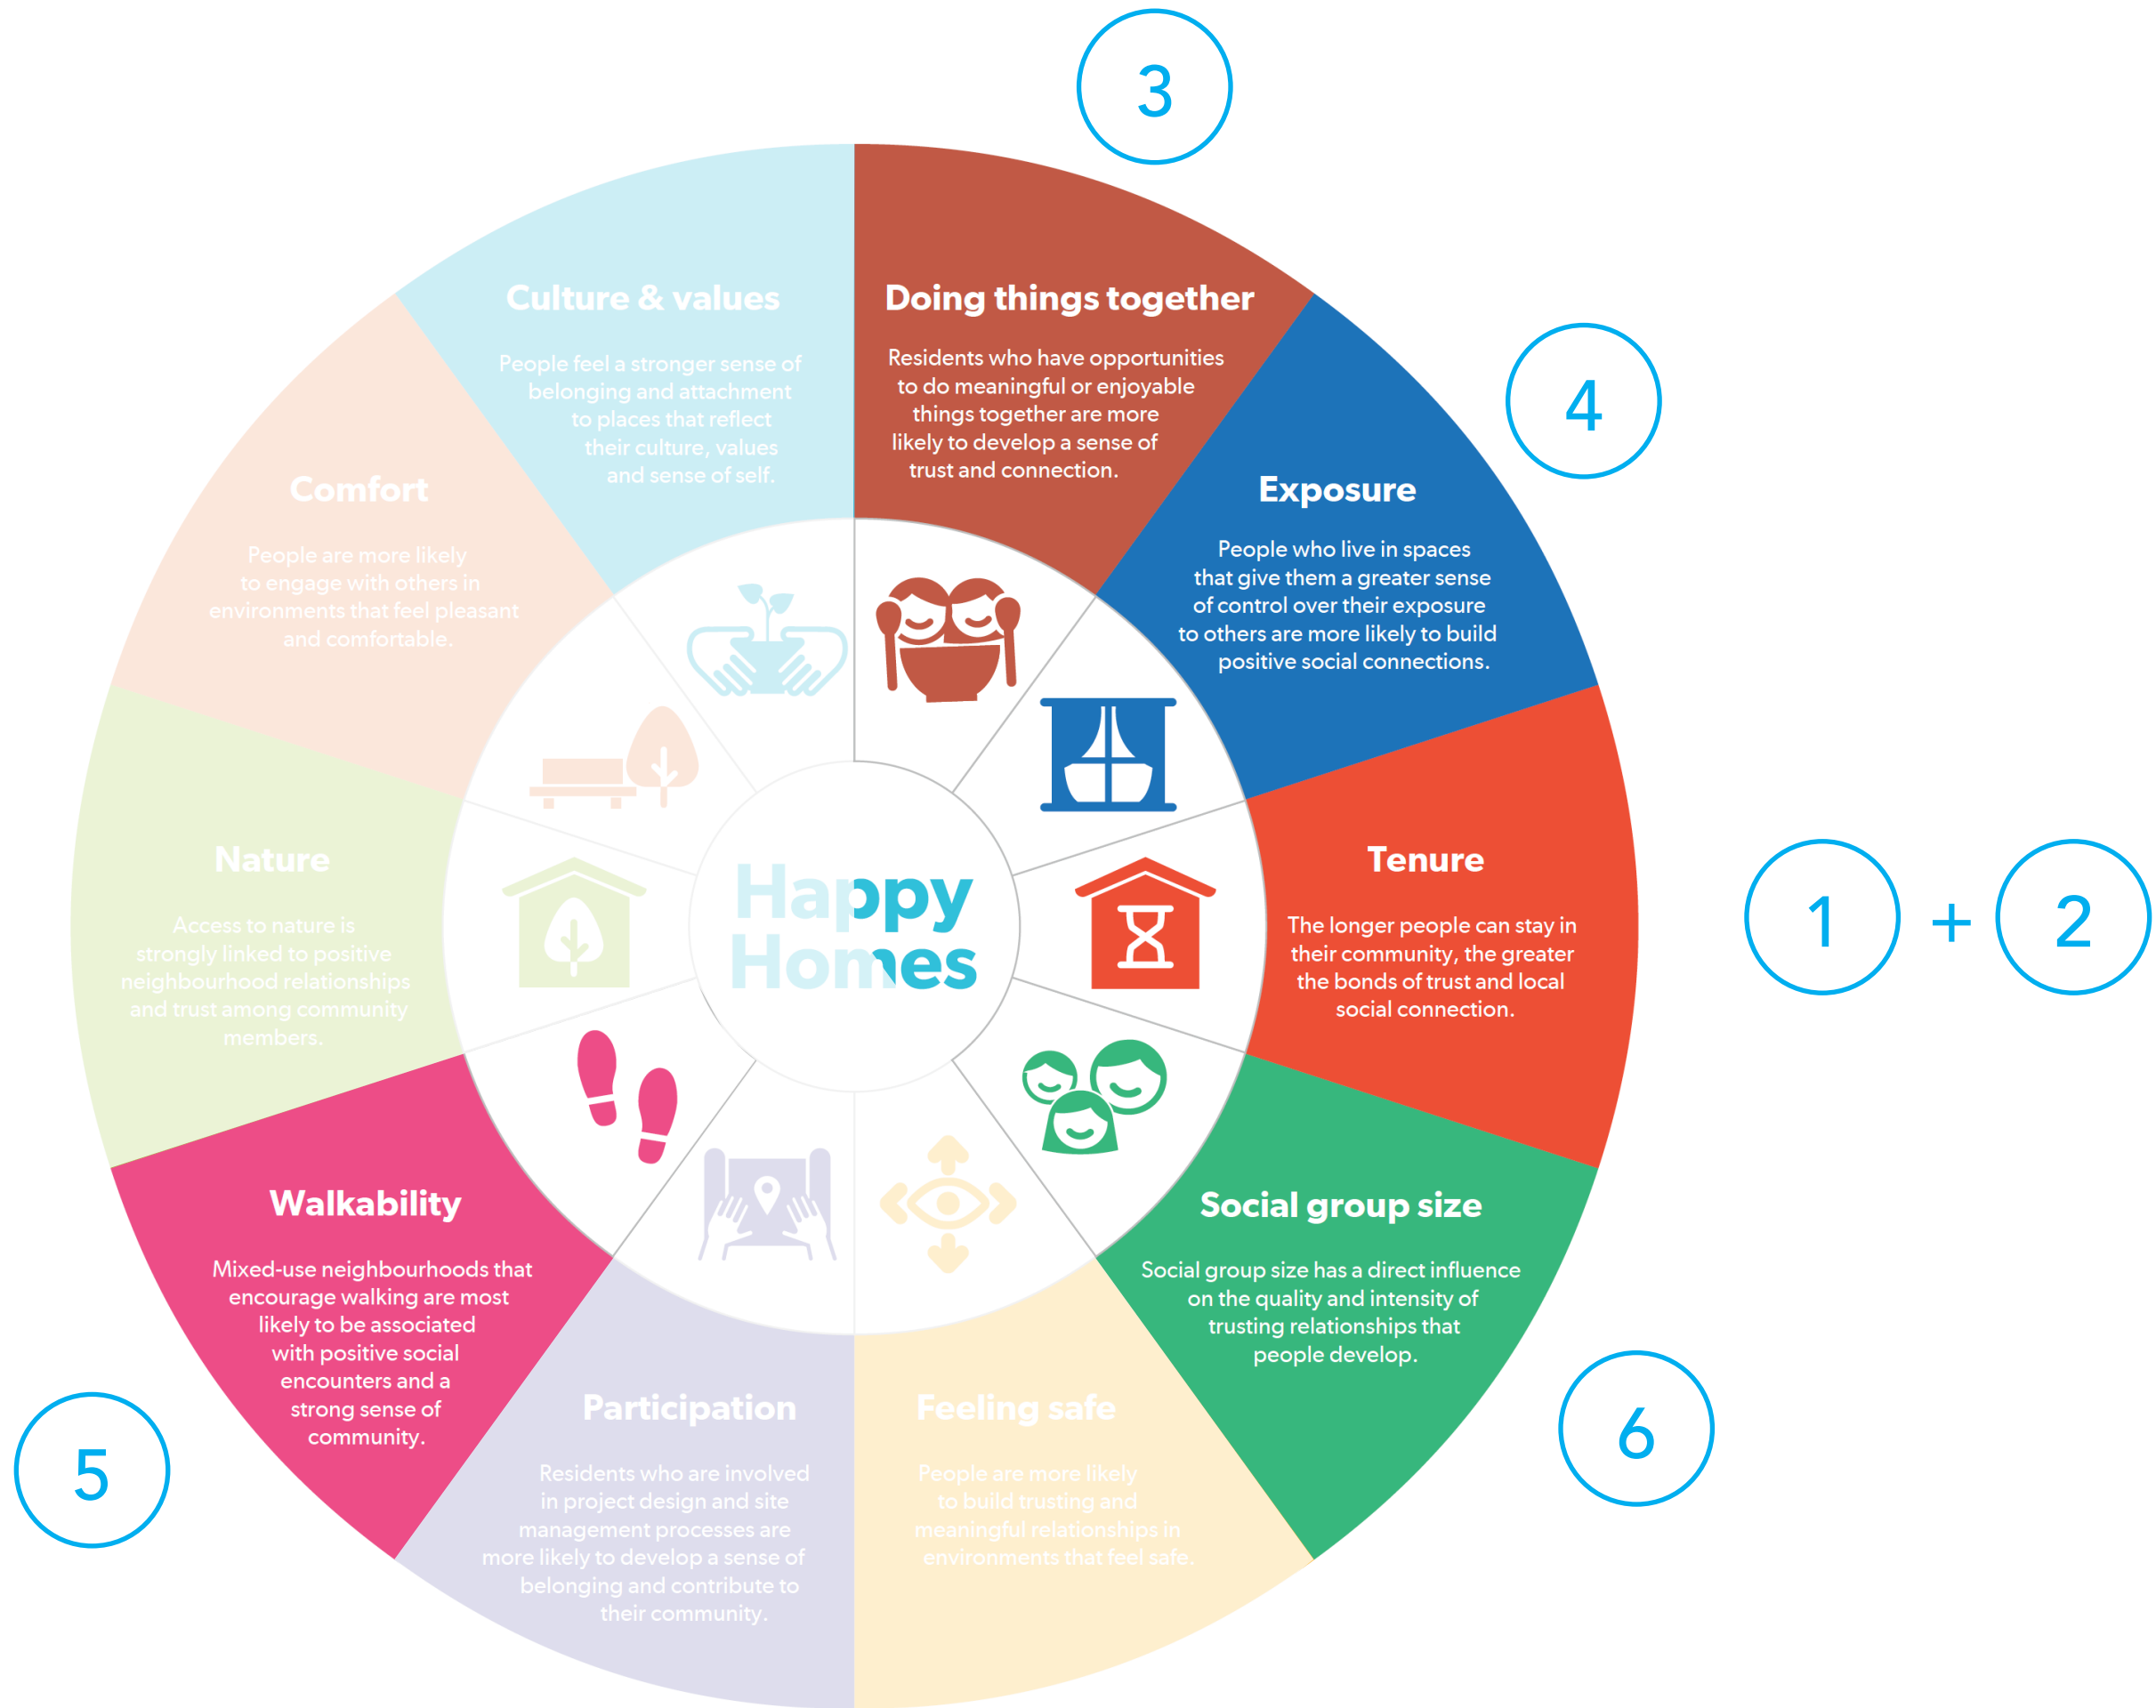 3
Doing things together
Residents who have opportunities
to do meaningful or enjoyable
things together are more
likely to develop a sense of
trust and connection.
4
Exposure
People who live in spaces
that give them a greater sense
of control over their exposure
to others are more likely to build
positive social connections.
Tenure
The longer people can stay in
their community, the greater
the bonds of trust and local
social connection.
1 + 2
Social group size
Social group size has a direct influence
on the quality and intensity of
trusting relationships that
people develop.
6
Feeling safe
People are more likely
to build trusting and
meaningful relationships in
environments that feel safe.
Participation
Residents who are involved
in project design and site
management processes are
more likely to develop a sense of
belonging and contribute to
their community.
Walkability
Mixed-use neighbourhoods that
encourage walking are most
likely to be associated
with positive social
encounters and a
strong sense of
community.
5
Nature
Access to nature is
strongly linked to positive
neighbourhood relationships
and trust among community
members.
Comfort
People are more likely
to engage with others in
environments that feel pleasant
and comfortable.
Culture & values
People feel a stronger sense of
belonging and attachment
to places that reflect
their culture, values
and sense of self.
Happy
Homes